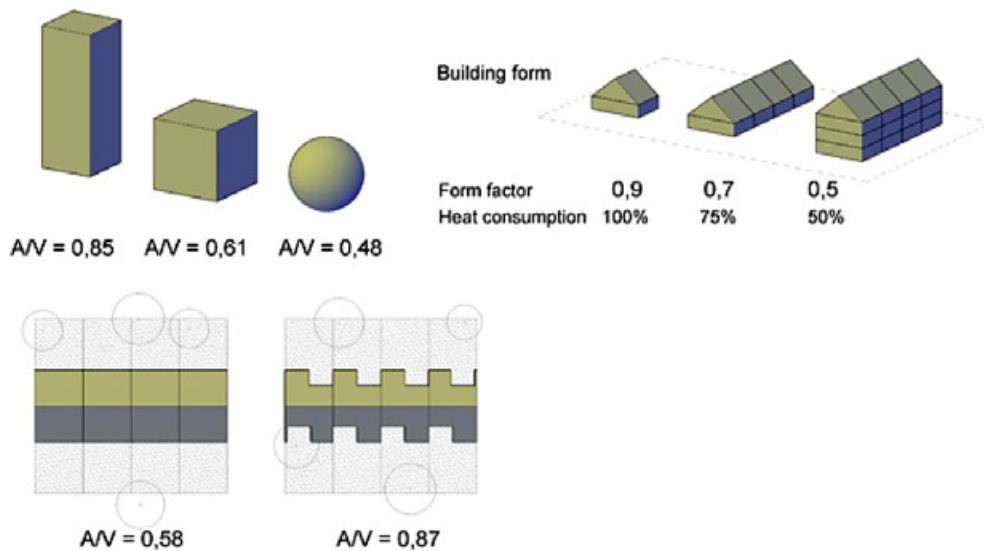 A/V = 0,85
A/V = 0,61
A/V = 0,48
Building form
Form factor 0,9 0,7 0,5
Heat consumption 100% 75% 50%
A/V = 0,58
A/V = 0,87